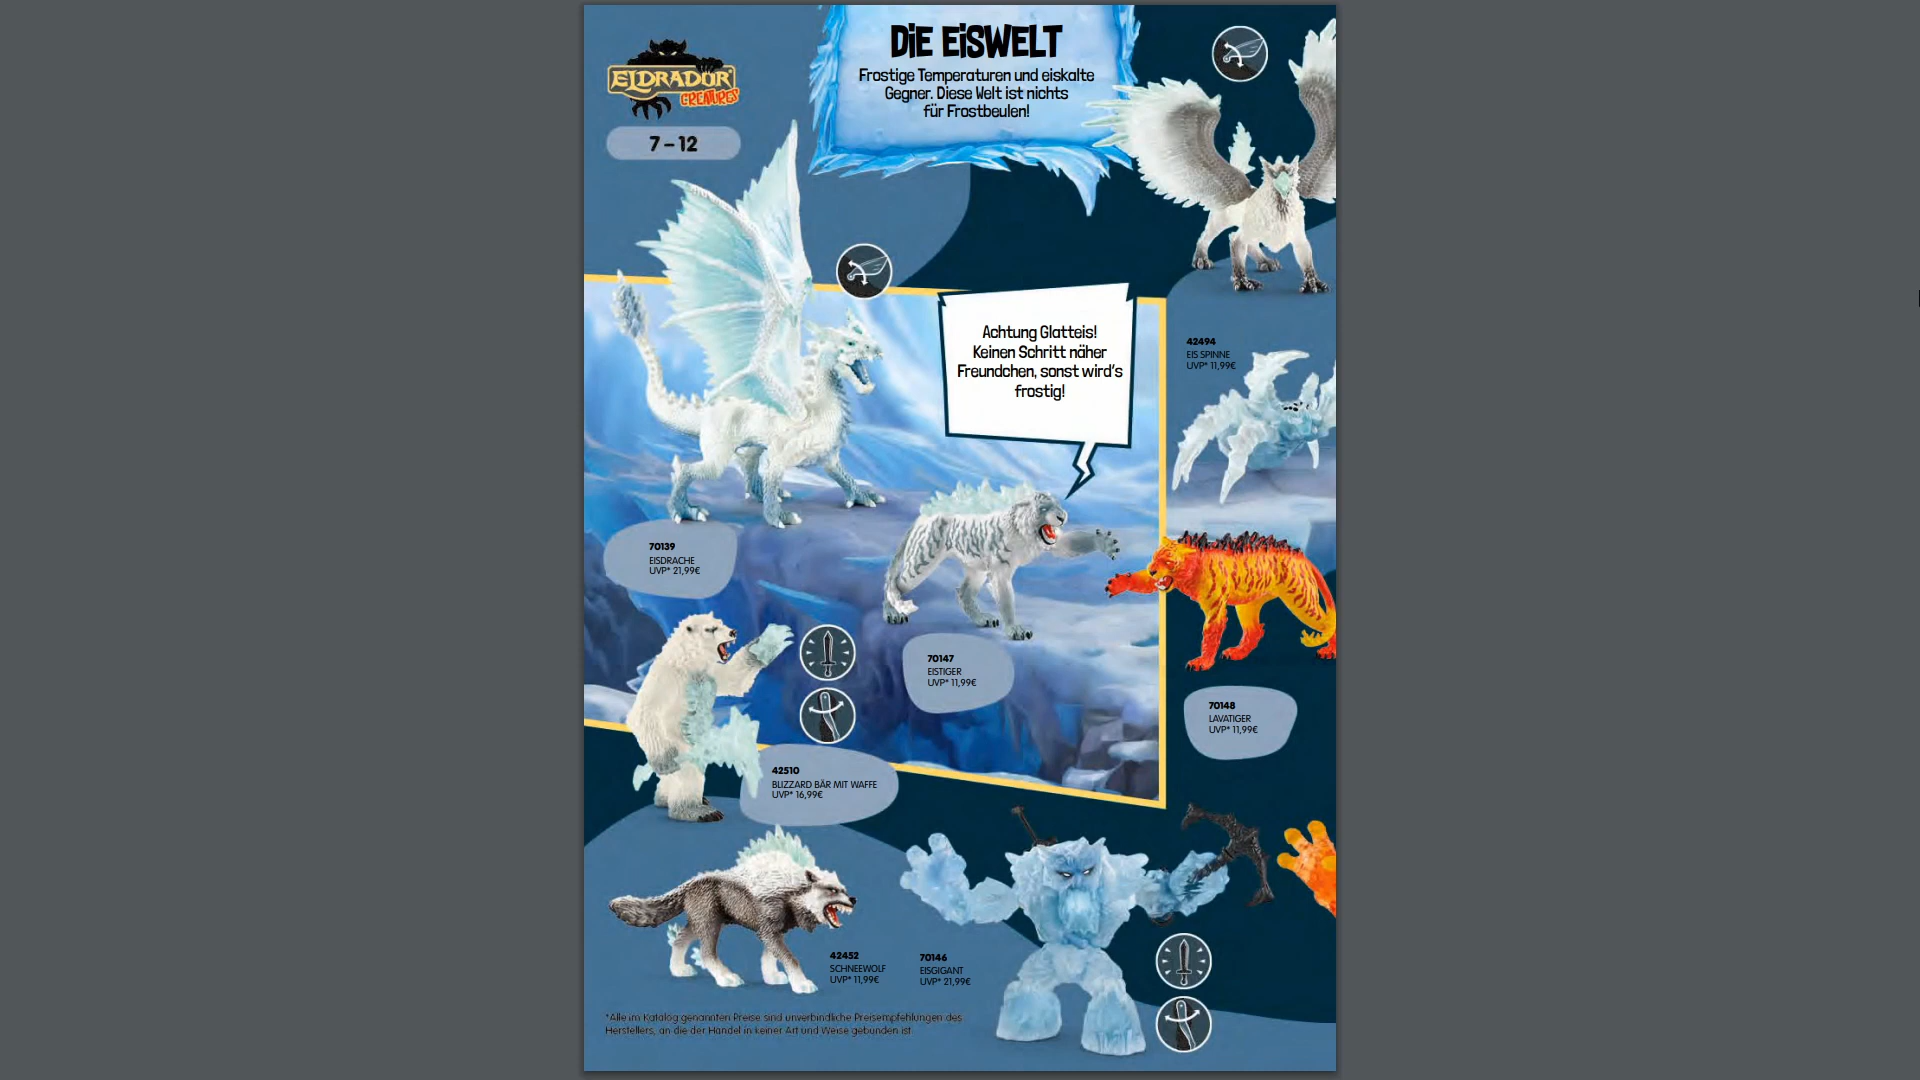 DiE EiSWELT
Frostige Temperaturen und eiskalte
Gegner. Diese Welt ist nichts
für Frostbeulen!
ELDRADOR
CREATURES
7 – 12
Achtung Glatteis!
Keinen Schritt näher
Freundchen, sonst wird's
frostig!
42494
EIS SPINNE
UVP* 11,99€
70139
EISDRACHE
UVP* 21,99€
70147
EISTIGER
UVP* 11,99€
70148
LAVATIGER
UVP* 11,99€
42510
BLIZZARD BÄR MIT WAFFE
UVP* 16,99€
42452
SCHNEEWOLF
UVP* 11,99€
70146
EISGIGANT
UVP* 21,99€
*Alle im Katalog genannten Preise sind unverbindliche Preisempfehlungen des
Herstellers, an die der Handel in keiner Art und Weise gebunden ist